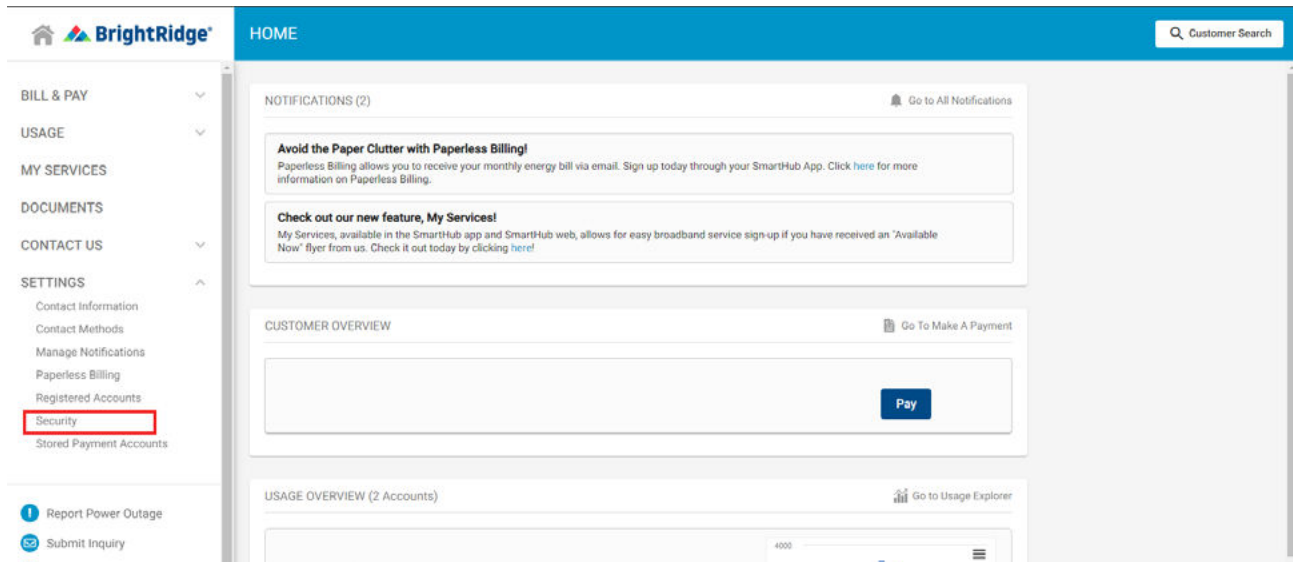 BrightRidge®
HOME
Customer Search
BILL & PAY
USAGE
MY SERVICES
DOCUMENTS
CONTACT US
SETTINGS
Contact Information
Contact Methods
Manage Notifications
Paperless Billing
Registered Accounts
Security
Stored Payment Accounts
Report Power Outage
Submit Inquiry
NOTIFICATIONS (2)
Go to All Notifications
Avoid the Paper Clutter with Paperless Billing!
Paperless Billing allows you to receive your monthly energy bill via email. Sign up today through your SmartHub App. Click here for more
information on Paperless Billing.
Check out our new feature, My Services!
My Services, available in the SmartHub app and SmartHub web, allows for easy broadband service sign-up if you have received an "Available
Now" flyer from us. Check it out today by clicking here!
CUSTOMER OVERVIEW
Go To Make A Payment
Pay
USAGE OVERVIEW (2 Accounts)
Go to Usage Explorer
4000